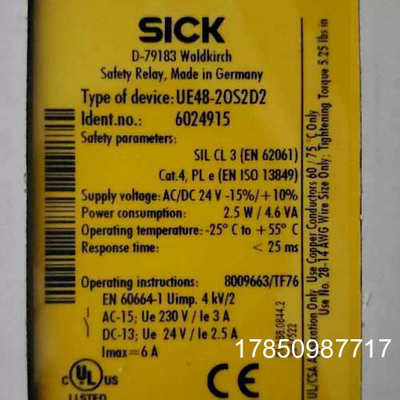 SICK
D-79183 Waldkirch
Safety Relay, Made in Germany
Type of device: UE48-2OS2D2
Ident.no.: 6024915
Safety parameters:
SIL CL 3 (EN 62061)
Cat.4, PL e (EN ISO 13849)
Supply voltage: AC/DC 24 V -15%/+10%
Power consumption: 2.5 W / 4.6 VA
Operating temperature: -25° C to +55° C
Response time: < 25 ms
Operating instructions: 8009663/TF76
EN 60664-1 Uimp. 4 kV/2
AC-15; Ue 230 V / Ie 3 A
DC-13; Ue 24 V / Ie 2.5 A
Imax= 6 A
C UL US
LISTED
CE
Only. Use Copper Conductors 60 / 75 °C Only
Use No. 28-14 AWG Wire Size Only; Tightening Torque 5.25 lbs in
17850987717